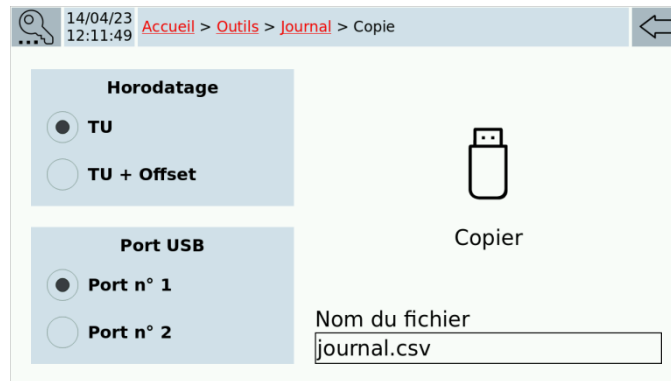 14/04/23
12:11:49
Accueil > Outils > Journal > Copie
Horodatage
TU
TU + Offset
Port USB
Port n° 1
Port n° 2
Copier
Nom du fichier
journal.csv